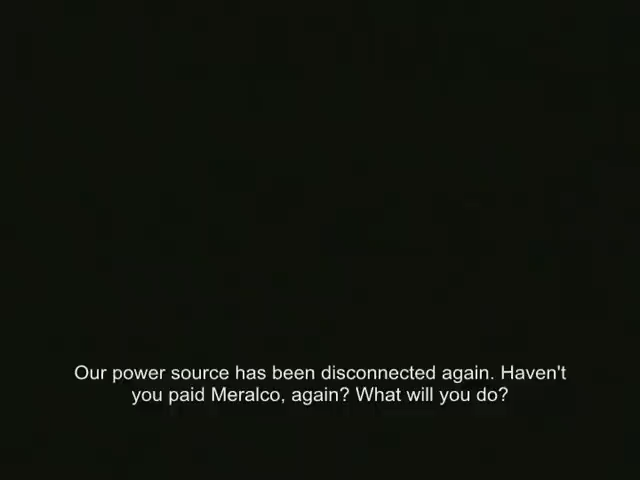 Our power source has been disconnected again. Haven't
you paid Meralco, again? What will you do?